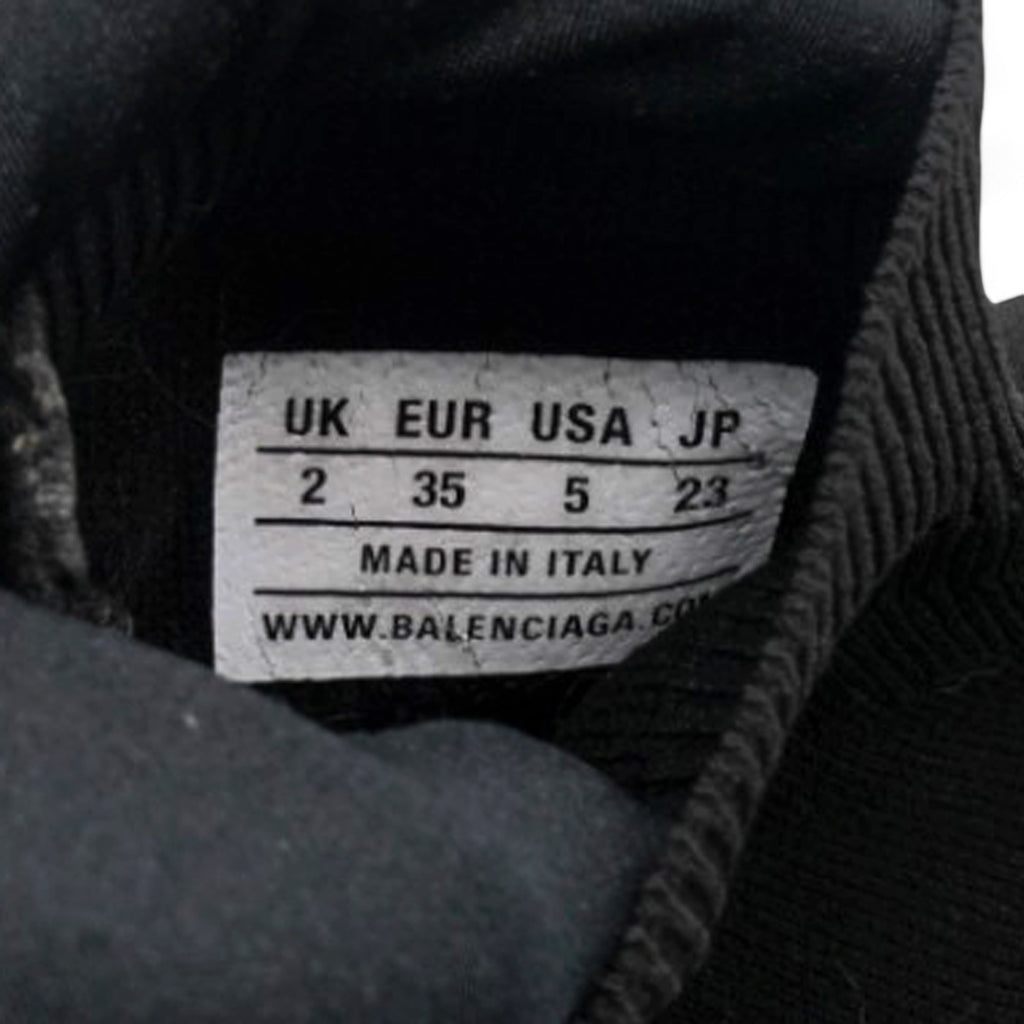 UK EUR USA JP
2 35 5 23
MADE IN ITALY
WWW.BALENCIAGA.CO